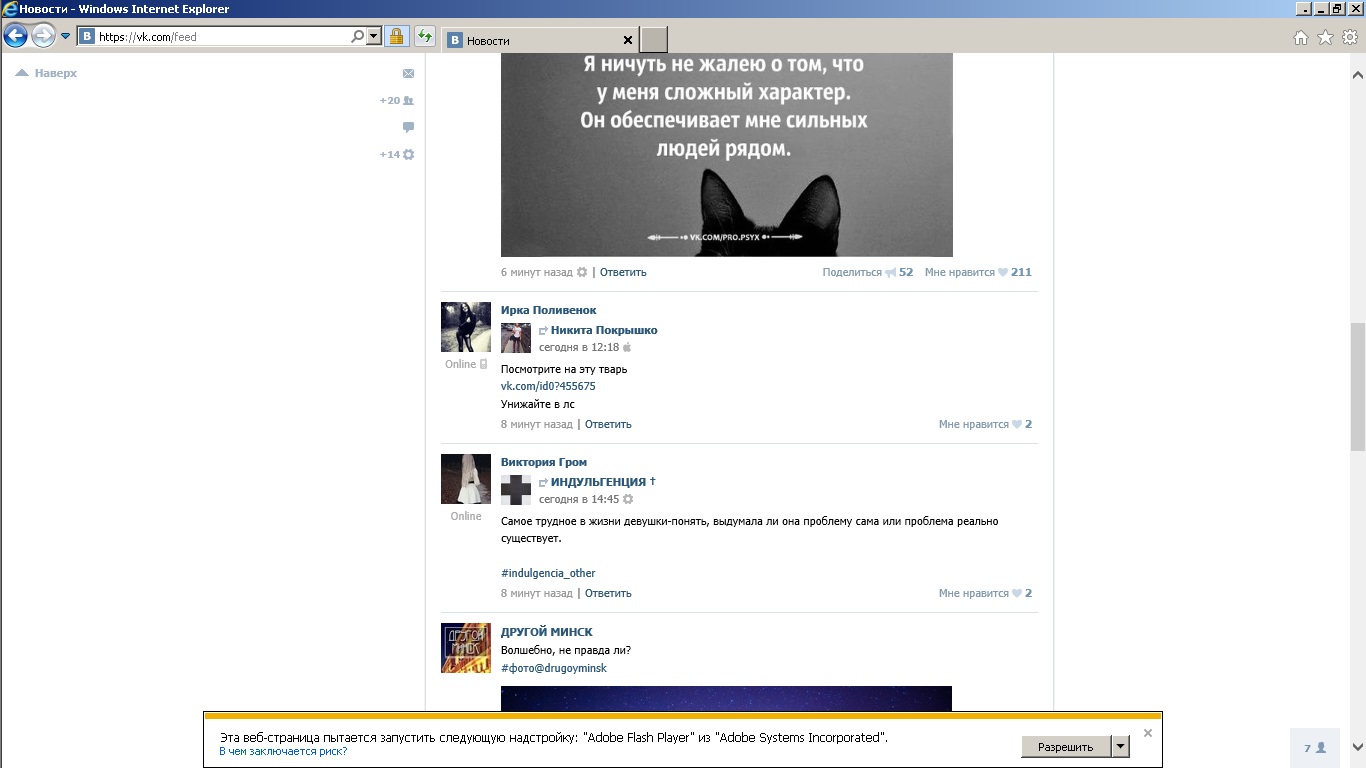 Новости - Windows Internet Explorer
https://vk.com/feed
Новости
Наверх
+20
+14
Я ничуть не жалею о том, что
у меня сложный характер.
Он обеспечивает мне сильных
людей рядом.
VK.COM/PRO.PSYX
6 минут назад | Ответить
Поделиться 52 Мне нравится 211
Ирка Поливенок
Никита Покрышко
сегодня в 12:18
Online
Посмотрите на эту тварь
vk.com/id0?455675
Унижайте в лс
8 минут назад | Ответить
Мне нравится 2
Виктория Гром
ИНДУЛЬГЕНЦИЯ †
сегодня в 14:45
Online
Самое трудное в жизни девушки-понять, выдумала ли она проблему сама или проблема реально
существует.
#indulgencia_other
8 минут назад | Ответить
Мне нравится 2
ДРУГОЙ
МИНСК
ДРУГОЙ МИНСК
Волшебно, не правда ли?
#фото@drugoyminsk
Эта веб-страница пытается запустить следующую надстройку: "Adobe Flash Player" из "Adobe Systems Incorporated".
В чем заключается риск?
Разрешить
7